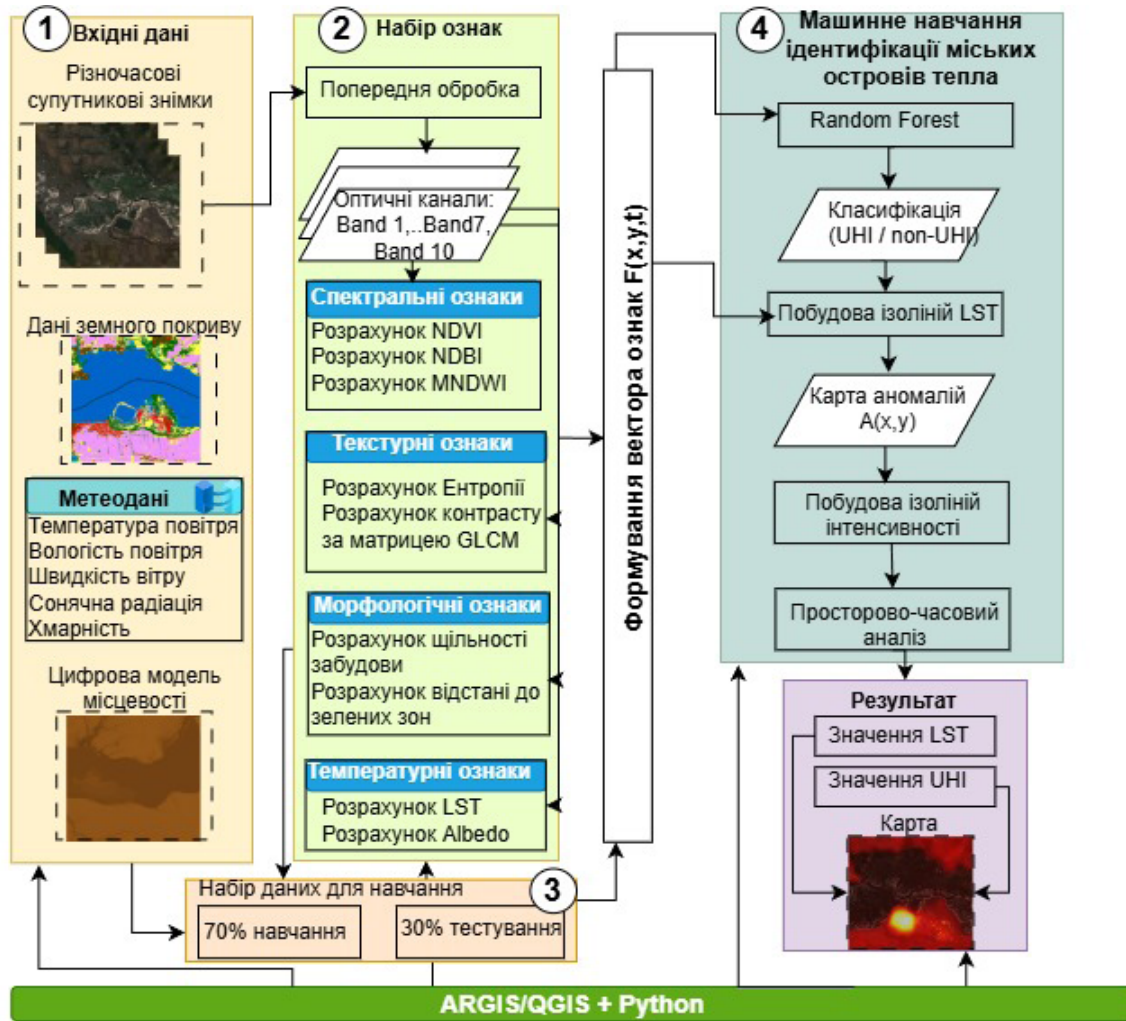 1
Вхідні дані
Різночасові
супутникові знімки
Дані земного покриву
Метеодані
Температура повітря
Вологість повітря
Швидкість вітру
Сонячна радіація
Хмарність
Цифрова модель
місцевості
2
Набір ознак
Попередня обробка
Оптичні канали:
Band 1,..Band7,
Band 10
Спектральні ознаки
Розрахунок NDVI
Розрахунок NDBI
Розрахунок MNDWI
Текстурні ознаки
Розрахунок Ентропії
Розрахунок контрасту
за матрицею GLCM
Морфологічні ознаки
Розрахунок щільності
забудови
Розрахунок відстані до
зелених зон
Температурні ознаки
Розрахунок LST
Розрахунок Albedo
Набір даних для навчання
3
70% навчання
30% тестування
Формування вектора ознак F(x,y,t)
4
Машинне навчання
ідентифікації міських
островів тепла
Random Forest
Класифікація
(UHI / non-UHI)
Побудова ізоліній LST
Карта аномалій
A(x,y)
Побудова ізоліній
інтенсивності
Просторово-часовий
аналіз
Результат
Значення LST
Значення UHI
Карта
ARGIS/QGIS + Python